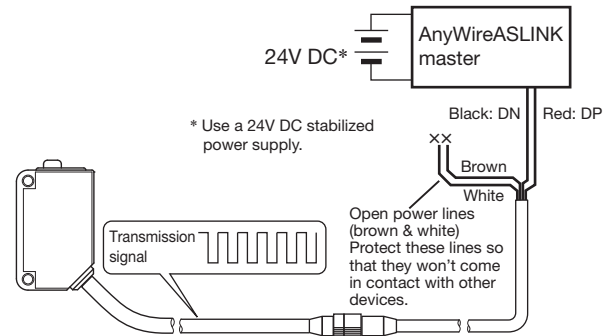 AnyWireASLINK
master
24V DC*
Black: DN
Red: DP
* Use a 24V DC stabilized
power supply.
Brown
White
Open power lines
(brown & white)
Protect these lines so
that they won't come
in contact with other
devices.
Transmission
signal